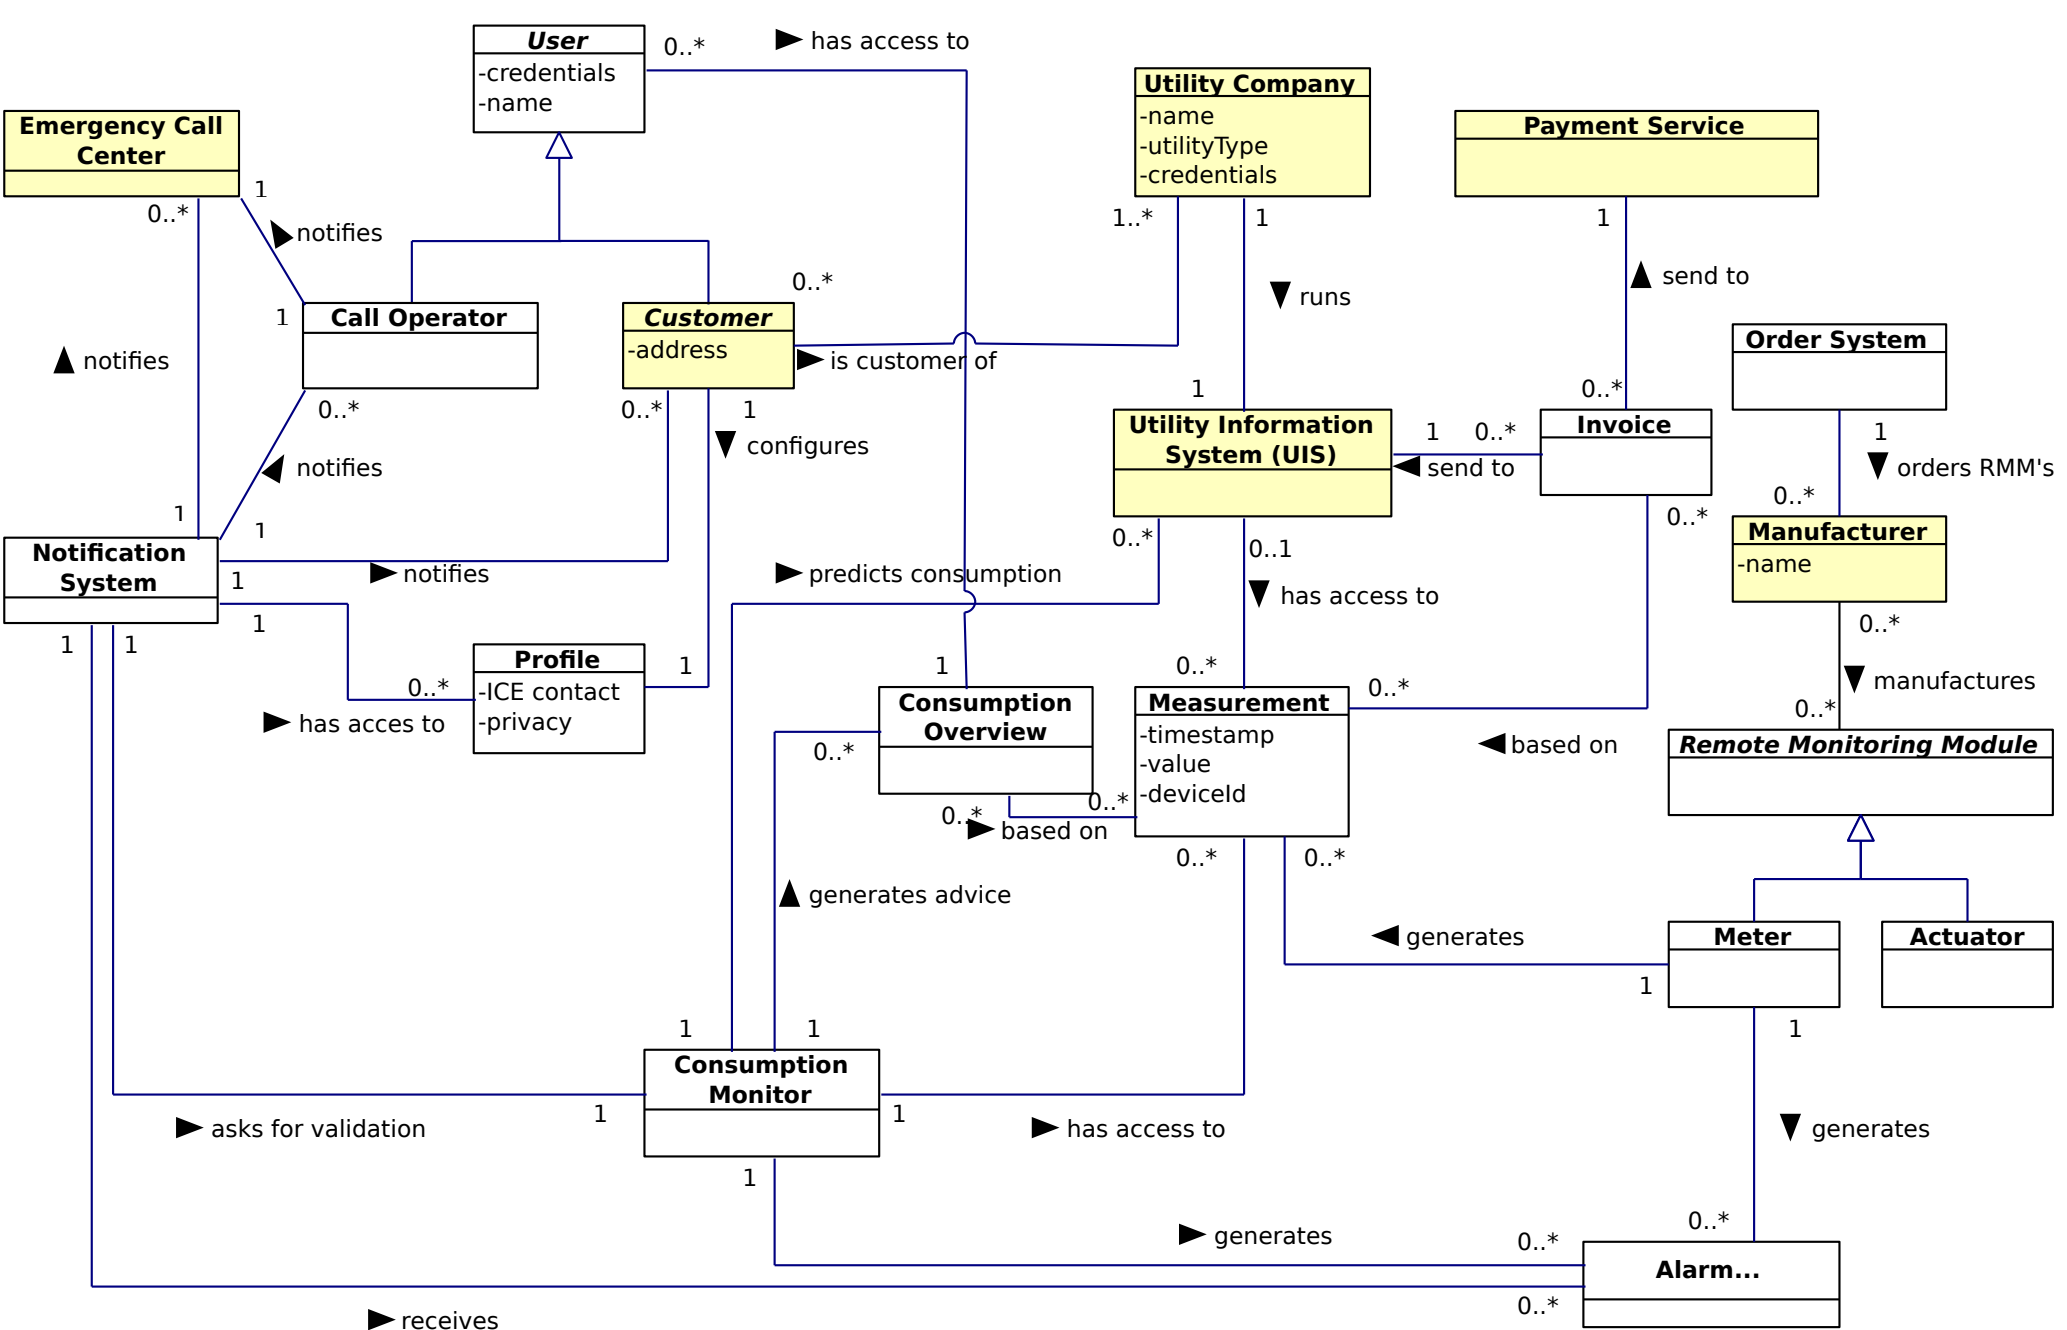 User
-credentials
-name
0..*
has access to
Utility Company
-name
-utilityType
-credentials
Payment Service
Emergency Call
Center
1
0..*
notifies
1
Call Operator
0..*
Customer
-address
0..*
is customer of
1..*
1
runs
1
1
send to
0..*
Order System
notifies
0..*
notifies
0..*
1
configures
Utility Information
System (UIS)
1
0..*
send to
Invoice
1
orders RMM's
0..*
1
1
Notification
System
1
notifies
1
0..*
predicts consumption
0..1
has access to
0..*
Manufacturer
-name
0..*
1
1
Profile
-ICE contact
-privacy
1
0..*
has acces to
1
0..*
0..*
manufactures
0..*
Consumption
Overview
0..*
Measurement
-timestamp
-value
-deviceId
based on
Remote Monitoring Module
0..*
0..*
based on
0..*
0..*
generates advice
generates
1
Meter
Actuator
1
1
1
Consumption
Monitor
1
1
asks for validation
has access to
generates
1
0..*
generates
0..*
Alarm...
0..*
receives